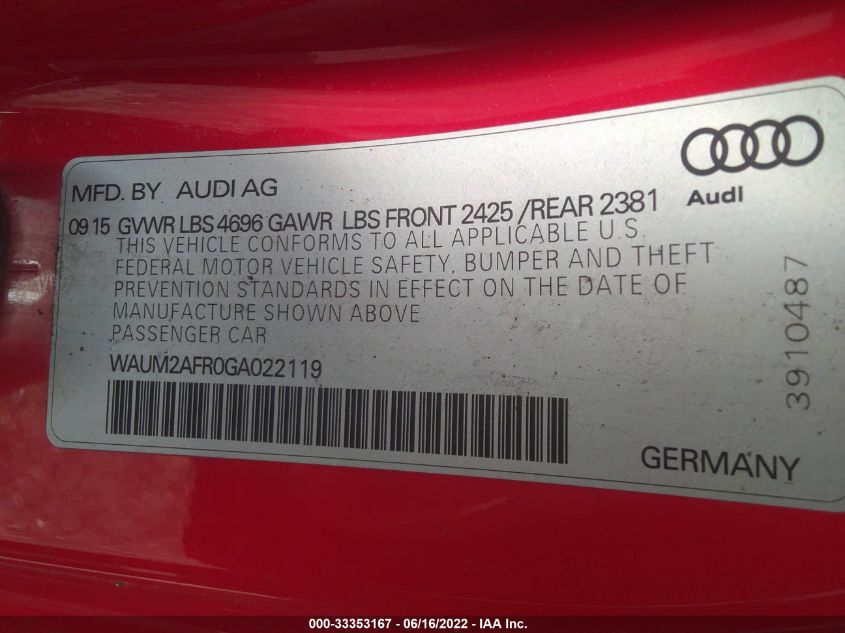 MFD. BY AUDI AG
Audi
09 15 GVWR LBS 4696 GAWR LBS FRONT 2425 /REAR 2381
THIS VEHICLE CONFORMS TO ALL APPLICABLE U.S.
FEDERAL MOTOR VEHICLE SAFETY, BUMPER AND THEFT
PREVENTION STANDARDS IN EFFECT ON THE DATE OF
MANUFACTURE SHOWN ABOVE
PASSENGER CAR
WAUM2AFR0GA022119
3910487
GERMANY
000-33353167 - 06/16/2022 - IAA Inc.